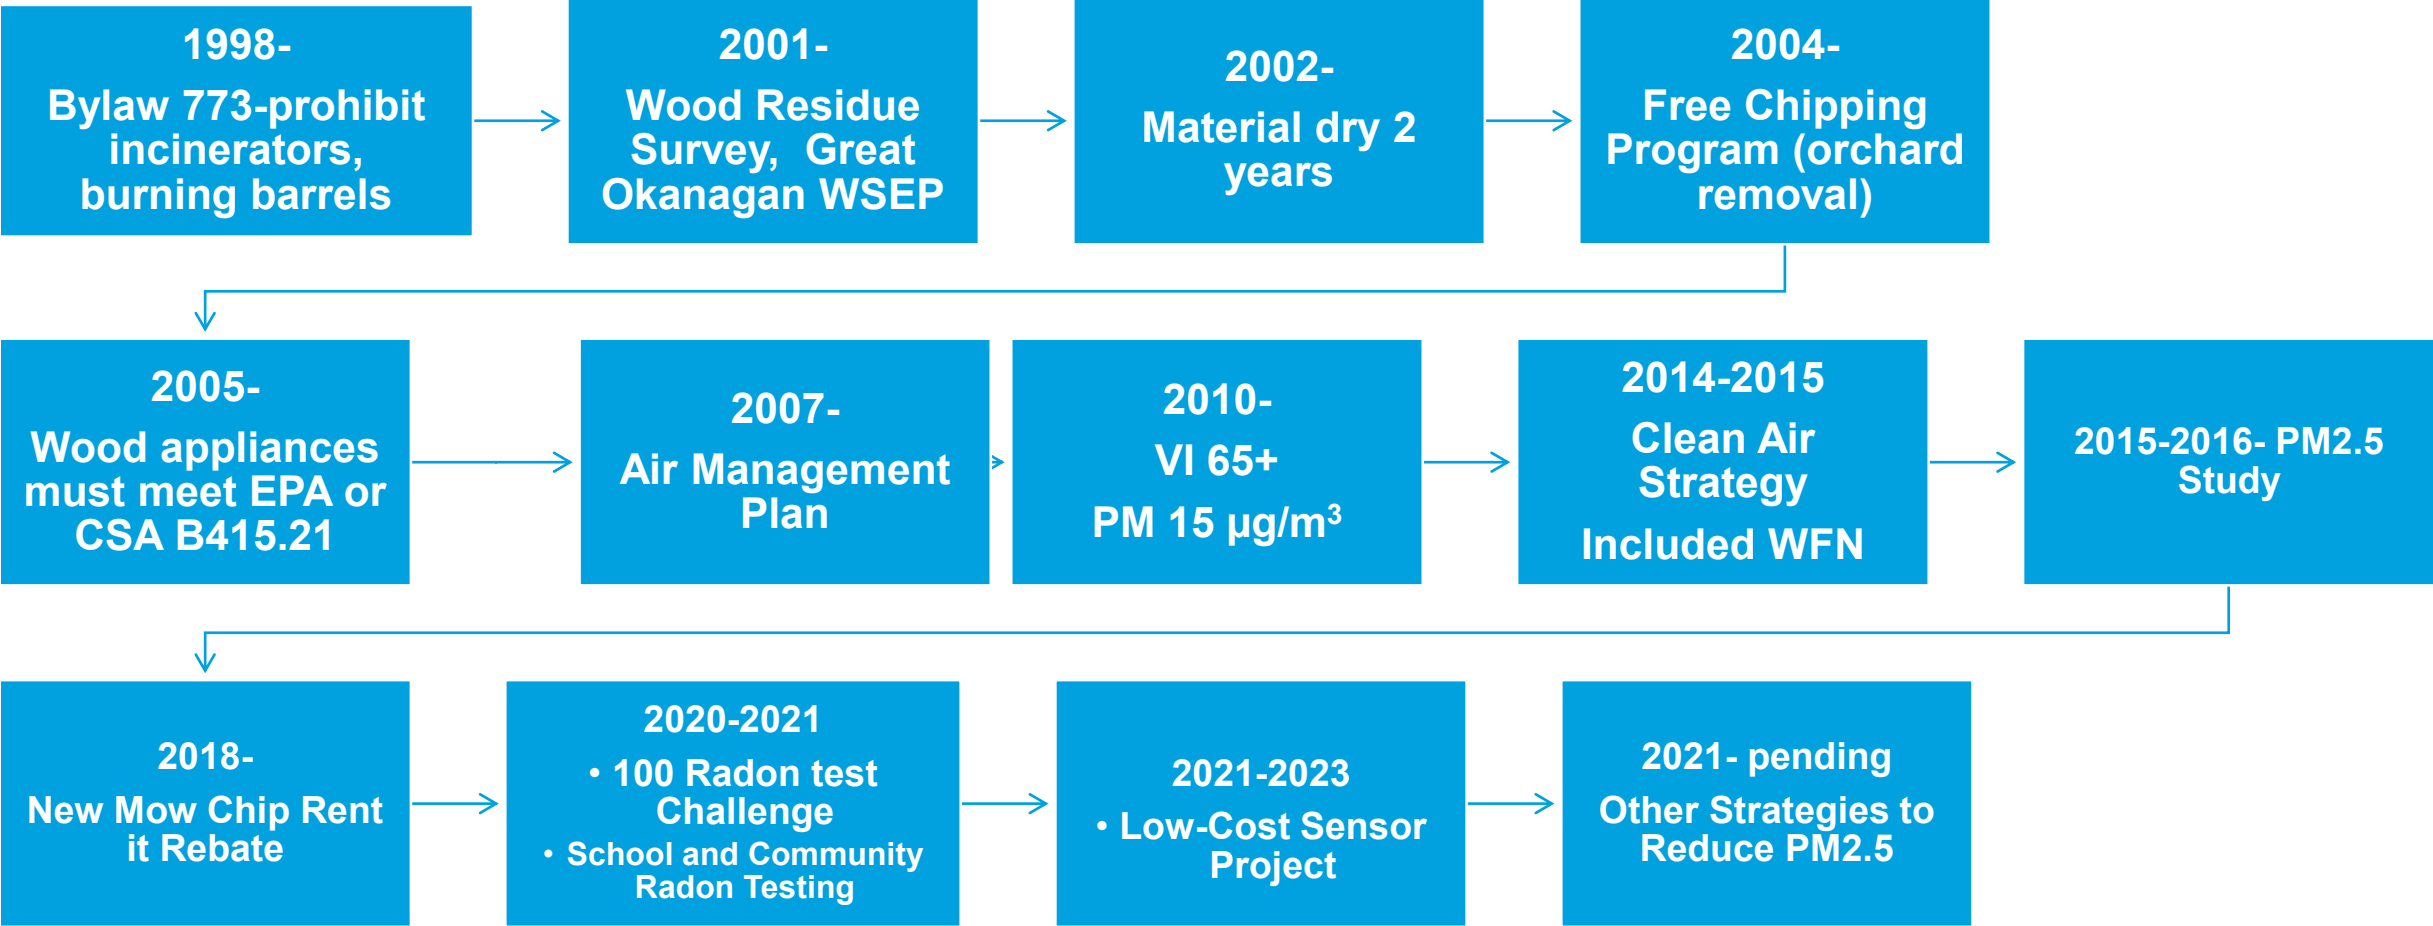 1998-
Bylaw 773-prohibit
incinerators,
burning barrels
2001-
Wood Residue
Survey,  Great
Okanagan WSEP
2002-
Material dry 2
years
2004-
Free Chipping
Program (orchard
removal)
2005-
Wood appliances
must meet EPA or
CSA B415.21
2007-
Air Management
Plan
2010-
VI 65+
PM 15 µg/m³
2014-2015
Clean Air
Strategy
Included WFN
2015-2016- PM2.5
Study
2018-
New Mow Chip Rent
it Rebate
2020-2021
• 100 Radon test
Challenge
• School and Community
Radon Testing
2021-2023
• Low-Cost Sensor
Project
2021- pending
Other Strategies to
Reduce PM2.5